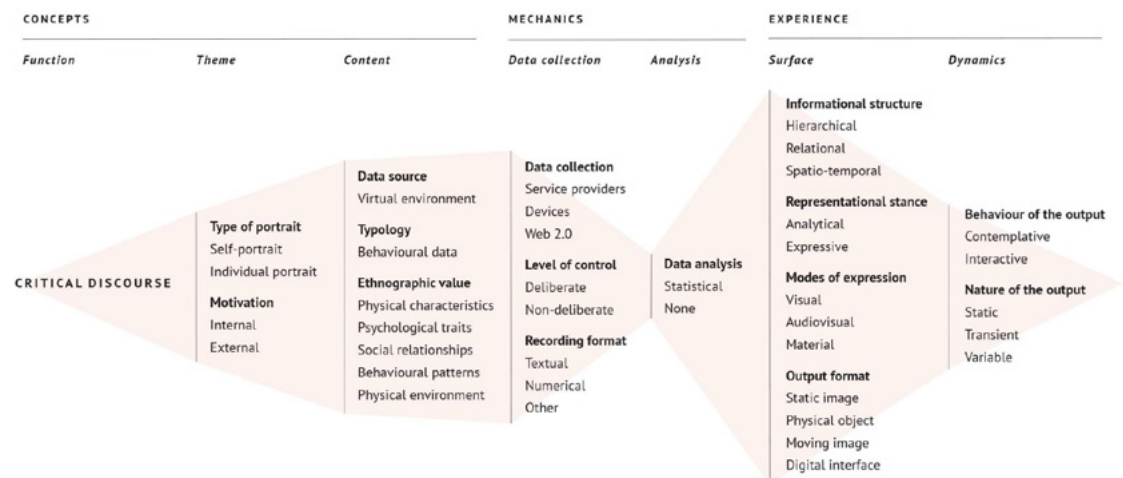 CONCEPTS
MECHANICS
EXPERIENCE
Function
Theme
Content
Data collection
Analysis
Surface
Dynamics
CRITICAL DISCOURSE
Type of portrait
Self-portrait
Individual portrait
Motivation
Internal
External
Data source
Virtual environment
Typology
Behavioural data
Ethnographic value
Physical characteristics
Psychological traits
Social relationships
Behavioural patterns
Physical environment
Data collection
Service providers
Devices
Web 2.0
Level of control
Deliberate
Non-deliberate
Recording format
Textual
Numerical
Other
Data analysis
Statistical
None
Informational structure
Hierarchical
Relational
Spatio-temporal
Representational stance
Analytical
Expressive
Modes of expression
Visual
Audiovisual
Material
Output format
Static image
Physical object
Moving image
Digital interface
Behaviour of the output
Contemplative
Interactive
Nature of the output
Static
Transient
Variable